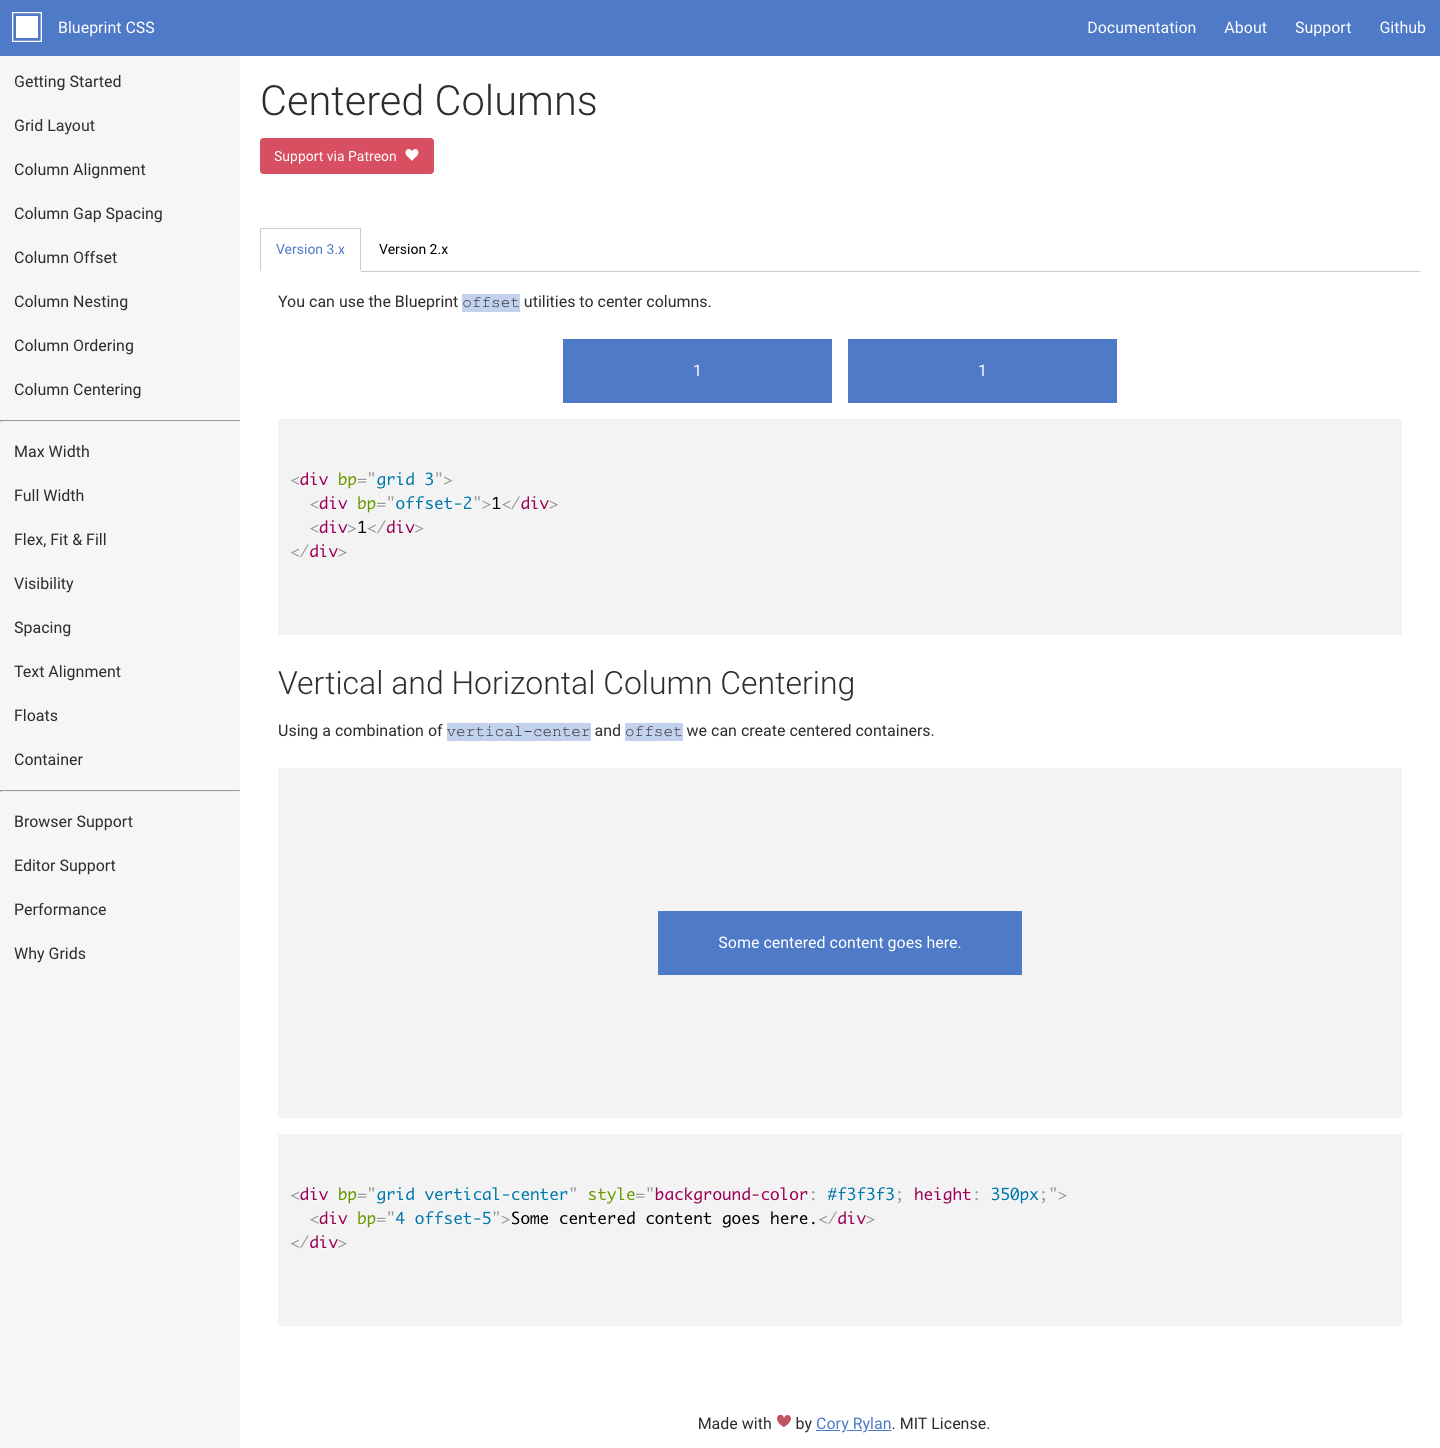 Blueprint CSS
Documentation
About
Support
Github
Getting Started
Grid Layout
Column Alignment
Column Gap Spacing
Column Offset
Column Nesting
Column Ordering
Column Centering
Max Width
Full Width
Flex, Fit & Fill
Visibility
Spacing
Text Alignment
Floats
Container
Browser Support
Editor Support
Performance
Why Grids
Centered Columns
Support via Patreon
Version 3.x
Version 2.x
You can use the Blueprint offset utilities to center columns.
1
1
<div bp="grid 3">
  <div bp="offset-2">1</div>
  <div>1</div>
</div>
Vertical and Horizontal Column Centering
Using a combination of vertical-center and offset we can create centered containers.
Some centered content goes here.
<div bp="grid vertical-center" style="background-color: #f3f3f3; height: 350px;">
  <div bp="4 offset-5">Some centered content goes here.</div>
</div>
Made with ♥ by Cory Rylan. MIT License.